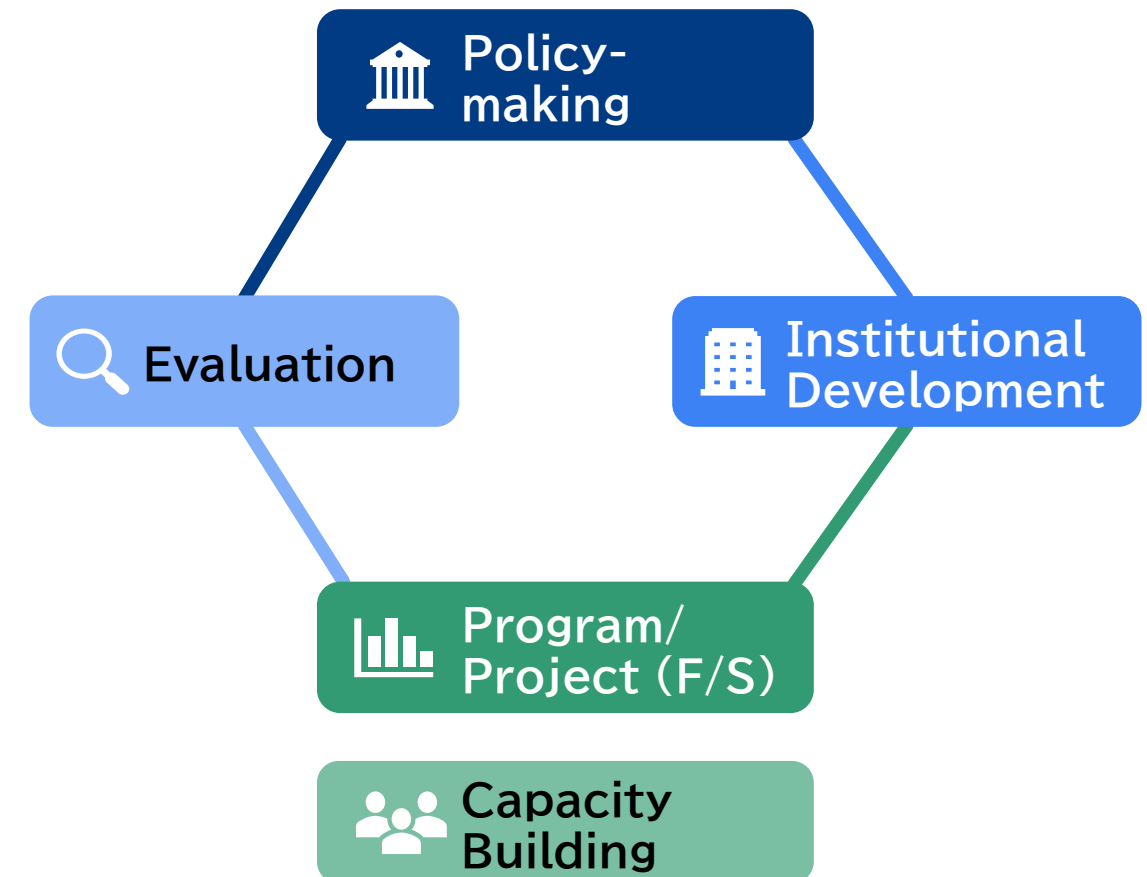 Policy-
making
Evaluation
Institutional
Development
Program/
Project (F/S)
Capacity
Building